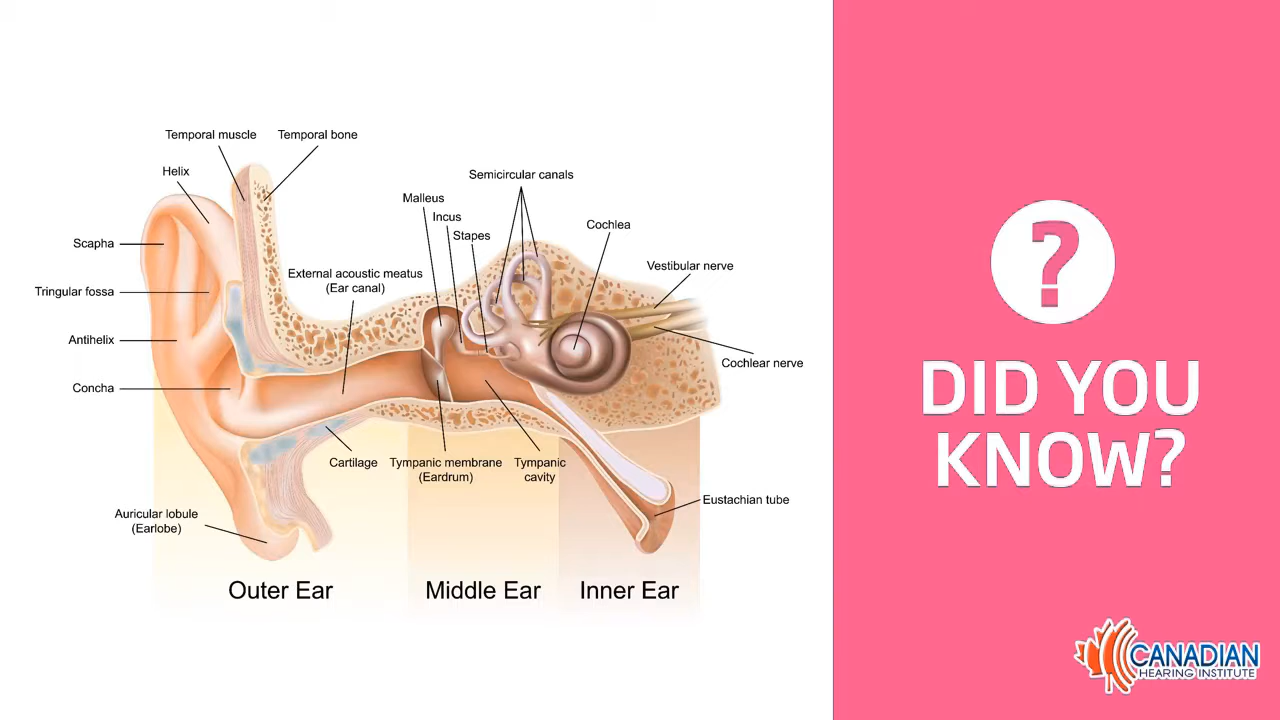 Temporal muscle
Temporal bone
Helix
Semicircular canals
Malleus
Incus
Stapes
Cochlea
Scapha
Vestibular nerve
External acoustic meatus
(Ear canal)
Tringular fossa
Antihelix
Cochlear nerve
Concha
Cartilage
Tympanic membrane
(Eardrum)
Tympanic
cavity
Eustachian tube
Auricular lobule
(Earlobe)
Outer Ear
Middle Ear
Inner Ear
?
DID YOU
KNOW?
CANADIAN
HEARING INSTITUTE